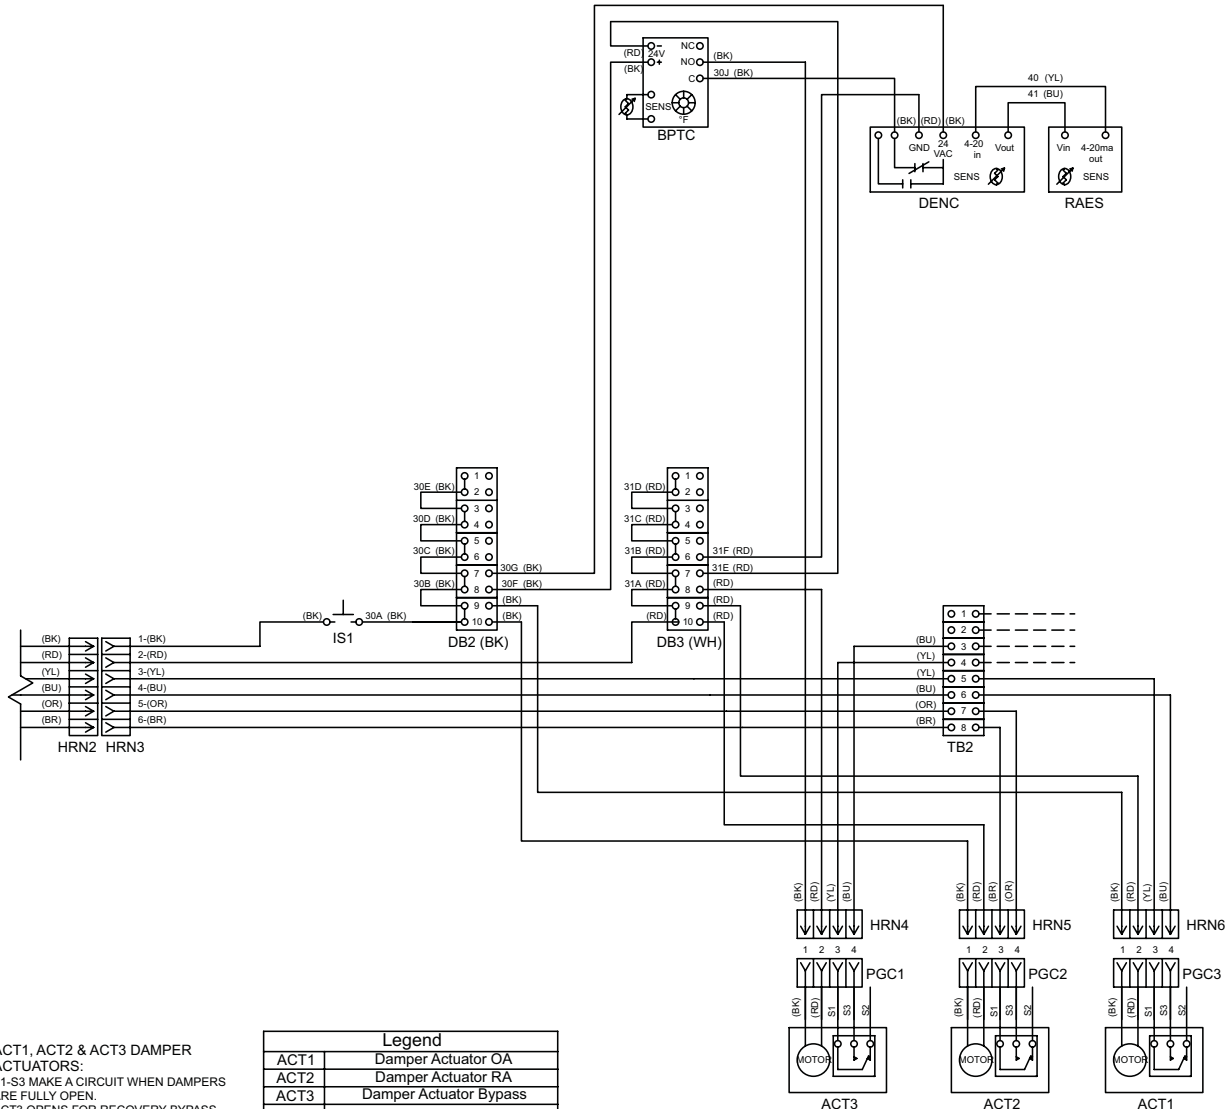 24V
(RD)
(BK)
NC
NO
C
(BK)
30J (BK)
SENS
°F
BPTC
40 (YL)
41 (BU)
(BK) (RD) (BK)
GND
24 VAC
4-20 in
Vout
SENS
DENC
Vin
4-20ma out
SENS
RAES
30E (BK)
30D (BK)
30C (BK)
30B (BK)
1
2
3
4
5
6
7
8
9
10
30G (BK)
30F (BK)
(BK)
(BK)
DB2 (BK)
31D (RD)
31C (RD)
31B (RD)
31A (RD)
(RD)
1
2
3
4
5
6
7
8
9
10
31F (RD)
31E (RD)
(RD)
(RD)
(RD)
DB3 (WH)
(BK)
30A (BK)
IS1
(BK)
(RD)
(YL)
(BU)
(OR)
(BR)
1-(BK)
2-(RD)
3-(YL)
4-(BU)
5-(OR)
6-(BR)
HRN2 HRN3
(BU)
(YL)
(YL)
(BU)
(OR)
(BR)
1
2
3
4
5
6
7
8
TB2
(BK) (RD) (YL) (BU)
HRN4
1 2 3 4
PGC1
(BK) (RD) S1 S3 S2
MOTOR
ACT3
(BK) (RD) (BR) (OR)
HRN5
1 2 3 4
PGC2
(BK) (RD) S1 S3 S2
MOTOR
ACT2
(BK) (RD) (YL) (BU)
HRN6
1 2 3 4
PGC3
(BK) (RD) S1 S3 S2
MOTOR
ACT1
ACT1, ACT2 & ACT3 DAMPER
ACTUATORS:
1-S3 MAKE A CIRCUIT WHEN DAMPERS
ARE FULLY OPEN.
ACT3 OPENS FOR RECOVERY BYPASS
Legend
ACT1 Damper Actuator OA
ACT2 Damper Actuator RA
ACT3 Damper Actuator Bypass